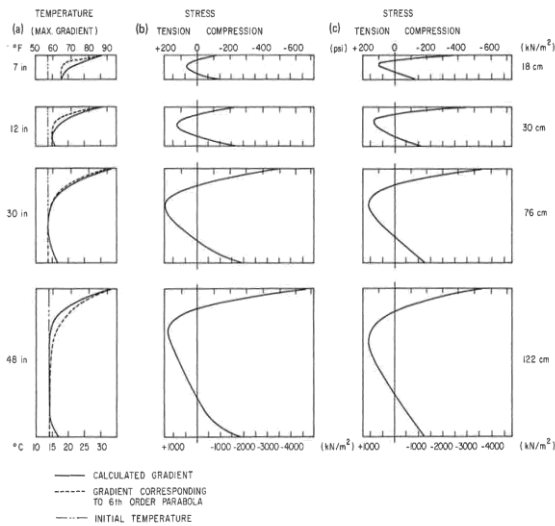 TEMPERATURE STRESS STRESS
(a) (MAX. GRADIENT) (b) TENSION COMPRESSION (c) TENSION COMPRESSION (kN/m²)
°F 50 60 70 80 90 +200 0 -200 -400 -600 (psi) +200 0 -200 -400 -600
7 in 18 cm
12 in 30 cm
30 in 76 cm
48 in 122 cm
°C 10 15 20 25 30 +1000 0 -1000 -2000 -3000 -4000 (kN/m²) +1000 0 -1000 -2000 -3000 -4000 (kN/m²)
CALCULATED GRADIENT
GRADIENT CORRESPONDING
TO 6th ORDER PARABOLA
INITIAL TEMPERATURE